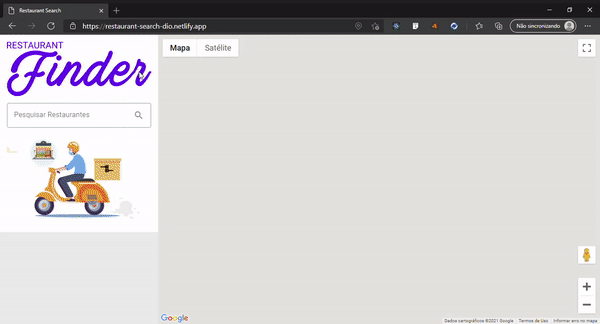 Restaurant Search
https://restaurant-search-dio.netlify.app
Não sincronizando
RESTAURANT
Finder
Pesquisar Restaurantes
Mapa Satélite
Google
Dados cartográficos ©2021 Google Termos de Uso Informar erro no mapa